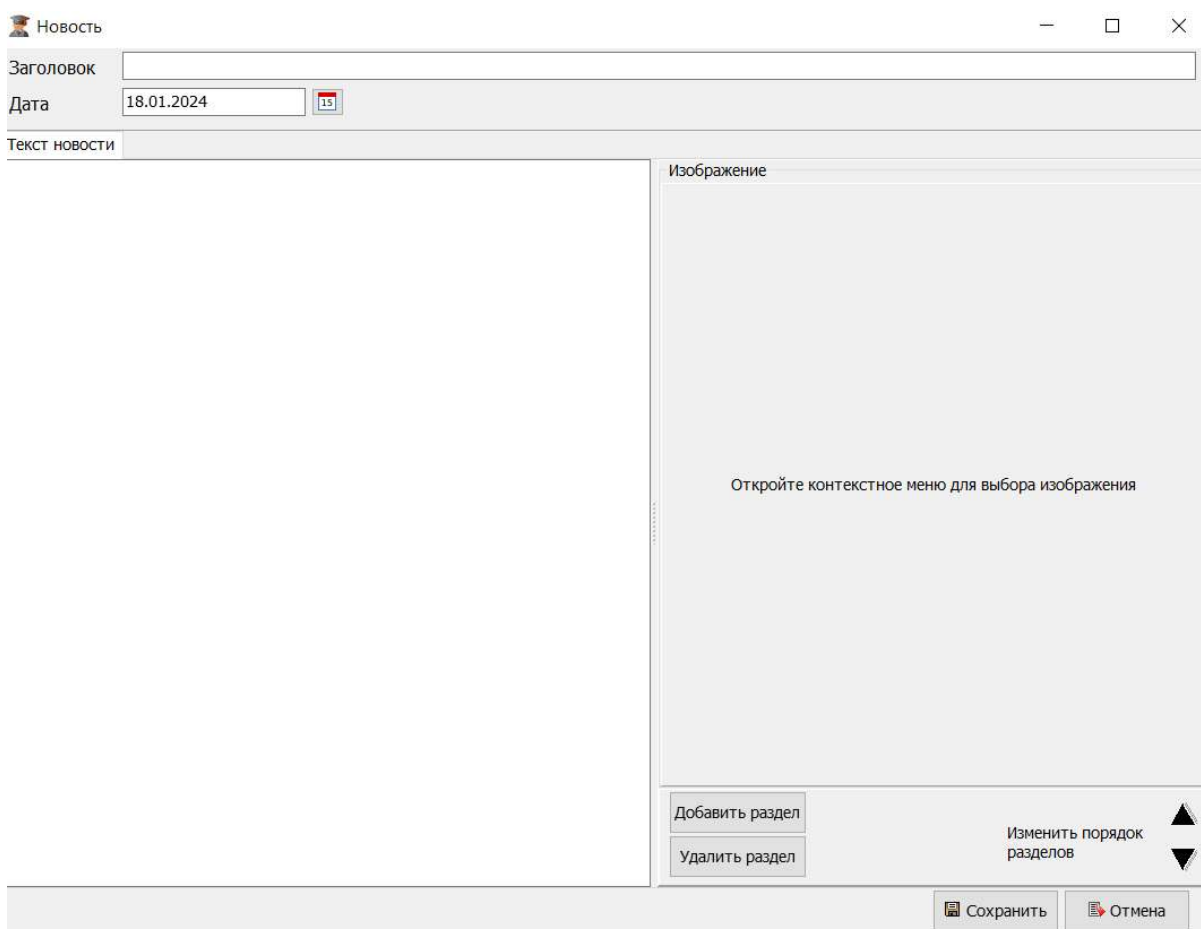 Новость
Заголовок
Дата
18.01.2024
15
Текст новости
Изображение
Откройте контекстное меню для выбора изображения
Добавить раздел
Удалить раздел
Изменить порядок
разделов
Сохранить
Отмена